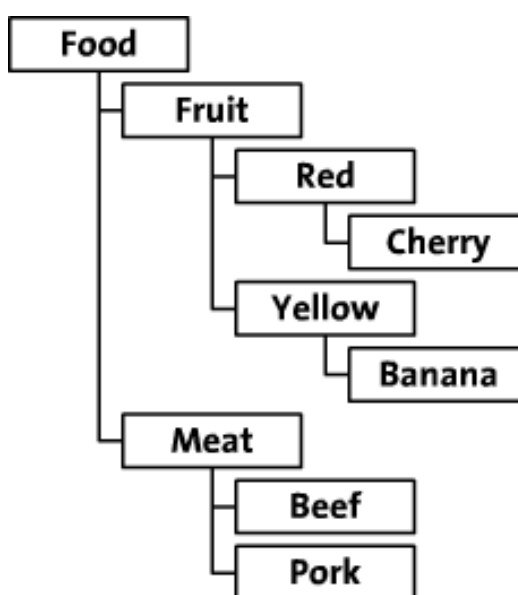 Food
Fruit
Red
Cherry
Yellow
Banana
Meat
Beef
Pork